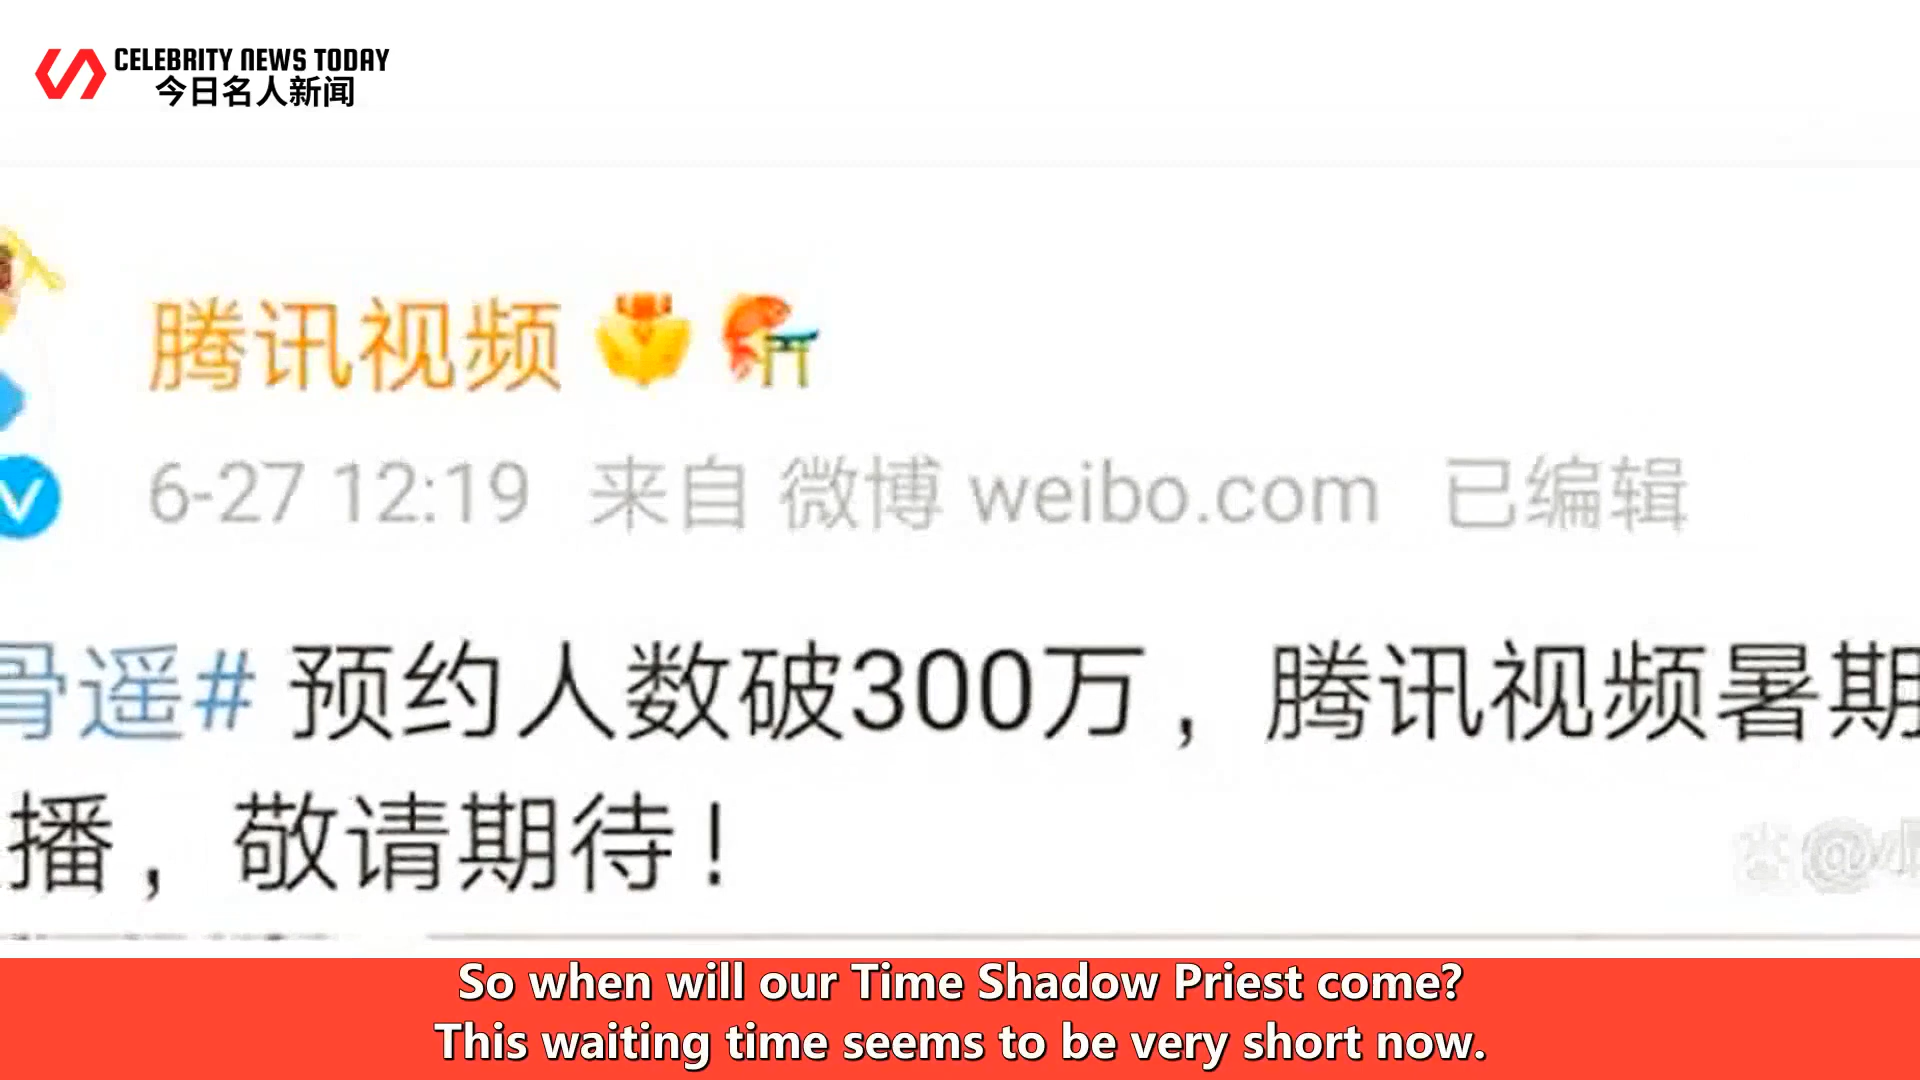 CELEBRITY NEWS TODAY
今日名人新闻
腾讯视频
6-27 12:19 来自 微博 weibo.com 已编辑
骨遥# 预约人数破300万，腾讯视频暑期
播，敬请期待！
So when will our Time Shadow Priest come?
This waiting time seems to be very short now.